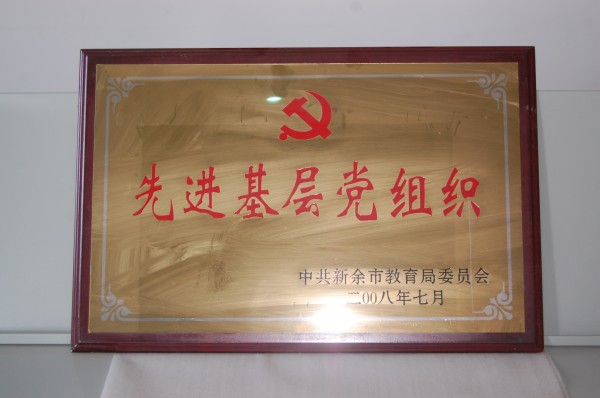 先进基层党组织
中共新余市教育局委员会
二00八年七月